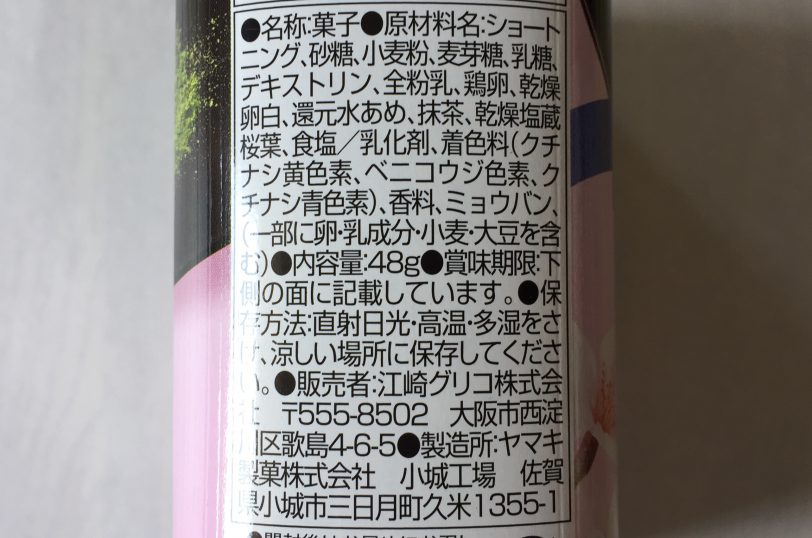 ●名称:菓子●原材料名:ショート
ニング、砂糖、小麦粉、麦芽糖、乳糖、
デキストリン、全粉乳、鶏卵、乾燥
卵白、還元水あめ、抹茶、乾燥塩蔵
桜葉、食塩／乳化剤、着色料(クチ
ナシ黄色素、ベニコウジ色素、ク
チナシ青色素)、香料、ミョウバン、
(一部に卵・乳成分・小麦・大豆を含
む)●内容量:48g●賞味期限:下
側の面に記載しています。●保
存方法:直射日光・高温・多湿をさ
け、涼しい場所に保存してくださ
い。●販売者:江崎グリコ株式会
社 〒555-8502 大阪市西淀
川区歌島4-6-5●製造所:ヤマキ
製菓株式会社 小城工場 佐賀
県小城市三日月町久米1355-1